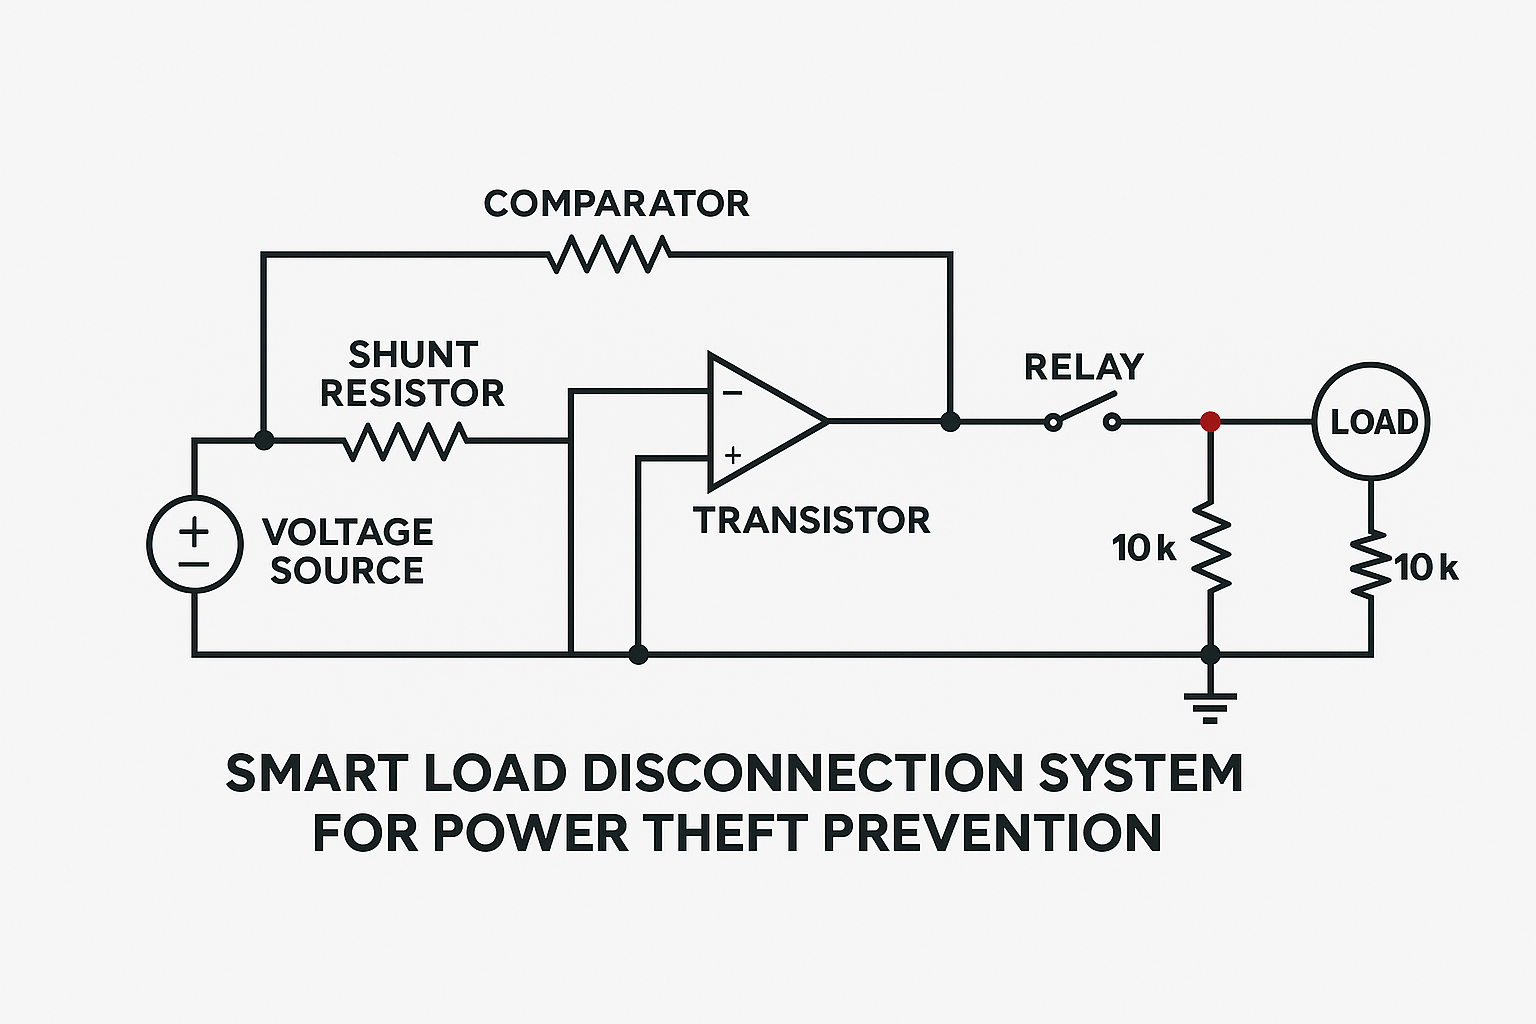 COMPARATOR
SHUNT
RESISTOR
RELAY
LOAD
−
+
TRANSISTOR
+
−
VOLTAGE
SOURCE
10 k
10 k
SMART LOAD DISCONNECTION SYSTEM
FOR POWER THEFT PREVENTION